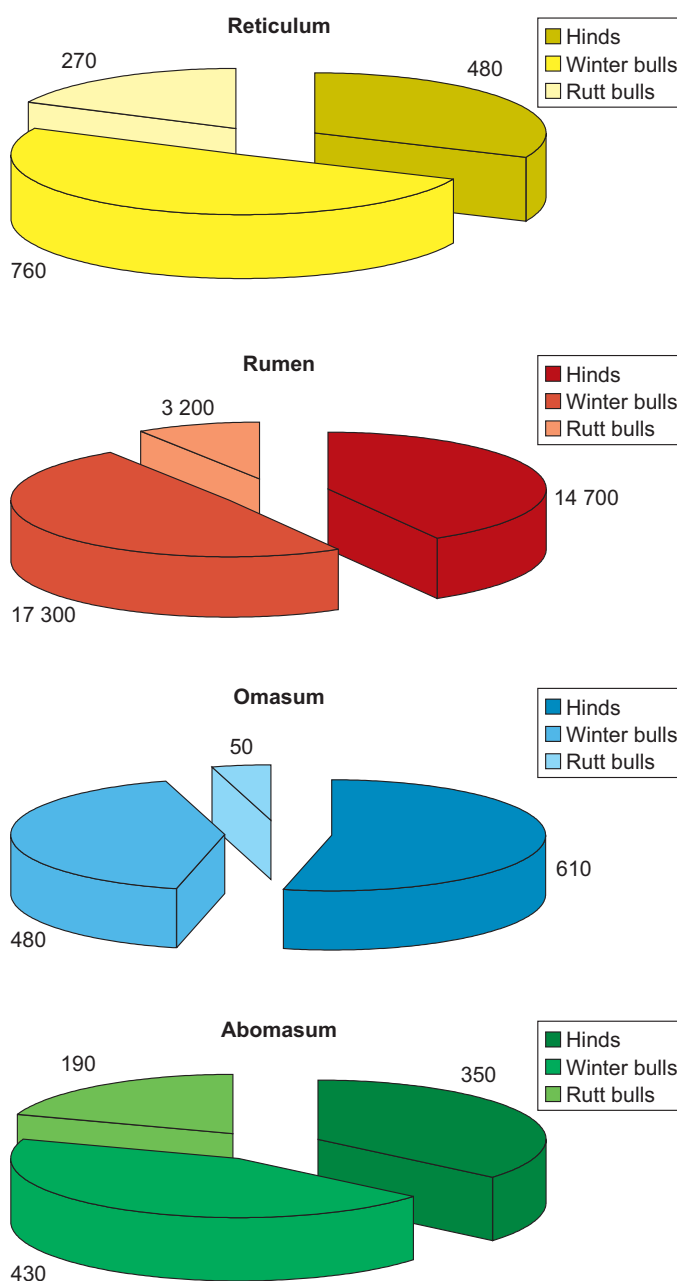 Reticulum
270
480
Hinds
Winter bulls
Rutt bulls
760
Rumen
3 200
Hinds
Winter bulls
Rutt bulls
14 700
17 300
Omasum
50
Hinds
Winter bulls
Rutt bulls
610
480
Abomasum
190
350
Hinds
Winter bulls
Rutt bulls
430